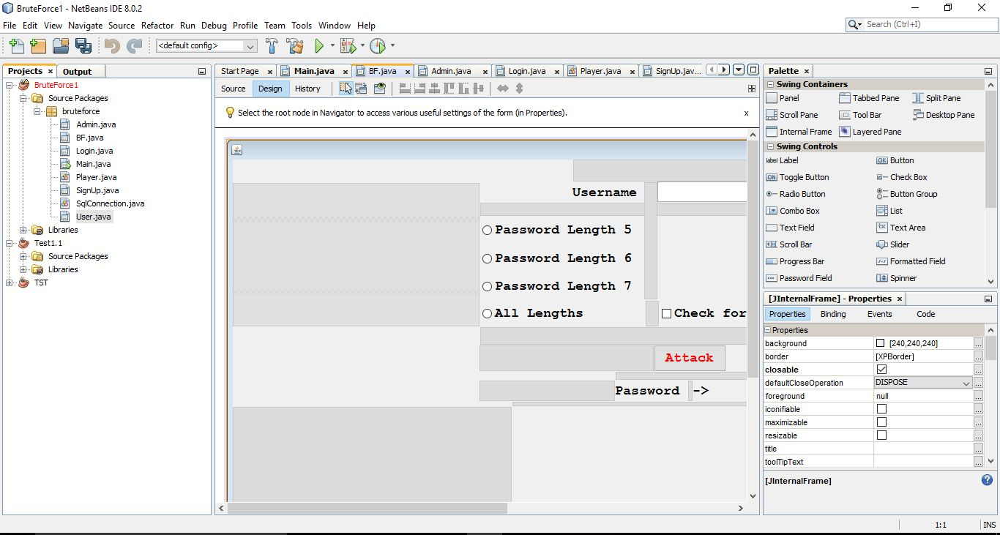 BruteForce1 - NetBeans IDE 8.0.2
File Edit View Navigate Source Refactor Run Debug Profile Team Tools Window Help
Search (Ctrl+I)
<default config>
Projects x Output
BruteForce1
Source Packages
bruteforce
Admin.java
BF.java
Login.java
Main.java
Player.java
SignUp.java
SqlConnection.java
User.java
Libraries
Test1.1
Source Packages
Libraries
TST
Start Page x Main.java x BF.java x Admin.java x Login.java x Player.java x SignUp.jav...
Source Design History
Select the root node in Navigator to access various useful settings of the form (in Properties). x
Username
Password Length 5
Password Length 6
Password Length 7
All Lengths Check for
Attack
Password ->
Palette x
Swing Containers
Panel Tabbed Pane Split Pane
Scroll Pane Tool Bar Desktop Pane
Internal Frame Layered Pane
Swing Controls
label Label OK Button
ON Toggle Button Check Box
Radio Button Button Group
Combo Box List
Text Field tx Text Area
Scroll Bar Slider
Progress Bar Formatted Field
Password Field Spinner
[JInternalFrame] - Properties x
Properties Binding Events Code
Properties
background [240,240,240] ...
border [XPBorder] ...
closable ...
defaultCloseOperation DISPOSE ...
foreground null ...
iconifiable ...
maximizable ...
resizable ...
title ...
toolTipText ...
[JInternalFrame] ?
1:1 INS